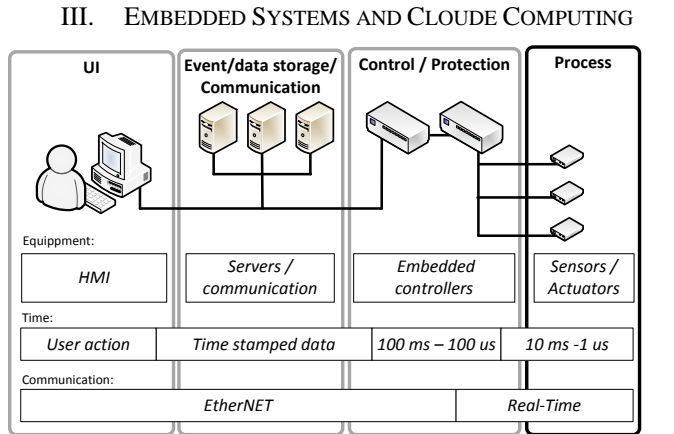 III. EMBEDDED SYSTEMS AND CLOUDE COMPUTING
UI
Event/data storage/
Communication
Control / Protection
Process
Equippment:
HMI
Servers /
communication
Embedded
controllers
Sensors /
Actuators
Time:
User action
Time stamped data
100 ms – 100 us
10 ms -1 us
Communication:
EtherNET
Real-Time